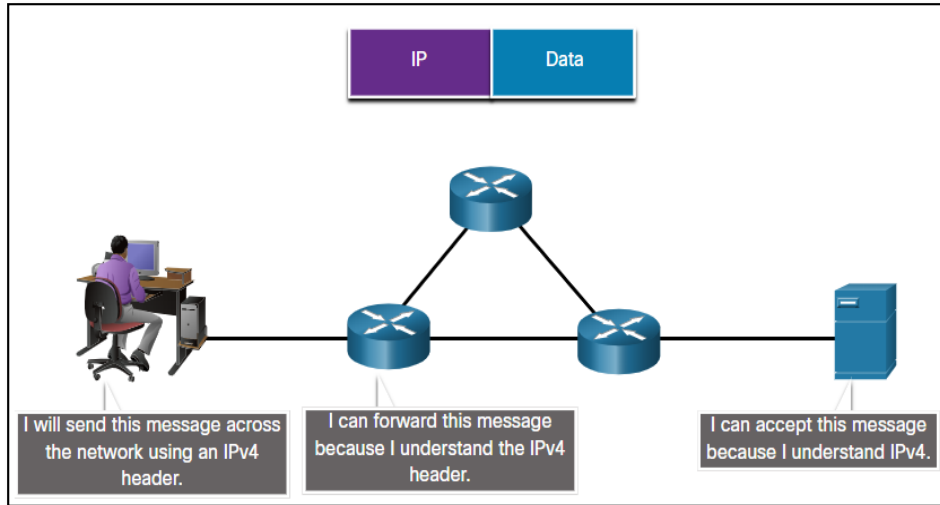 IP
Data
I will send this message across
the network using an IPv4
header.
I can forward this message
because I understand the IPv4
header.
I can accept this message
because I understand IPv4.